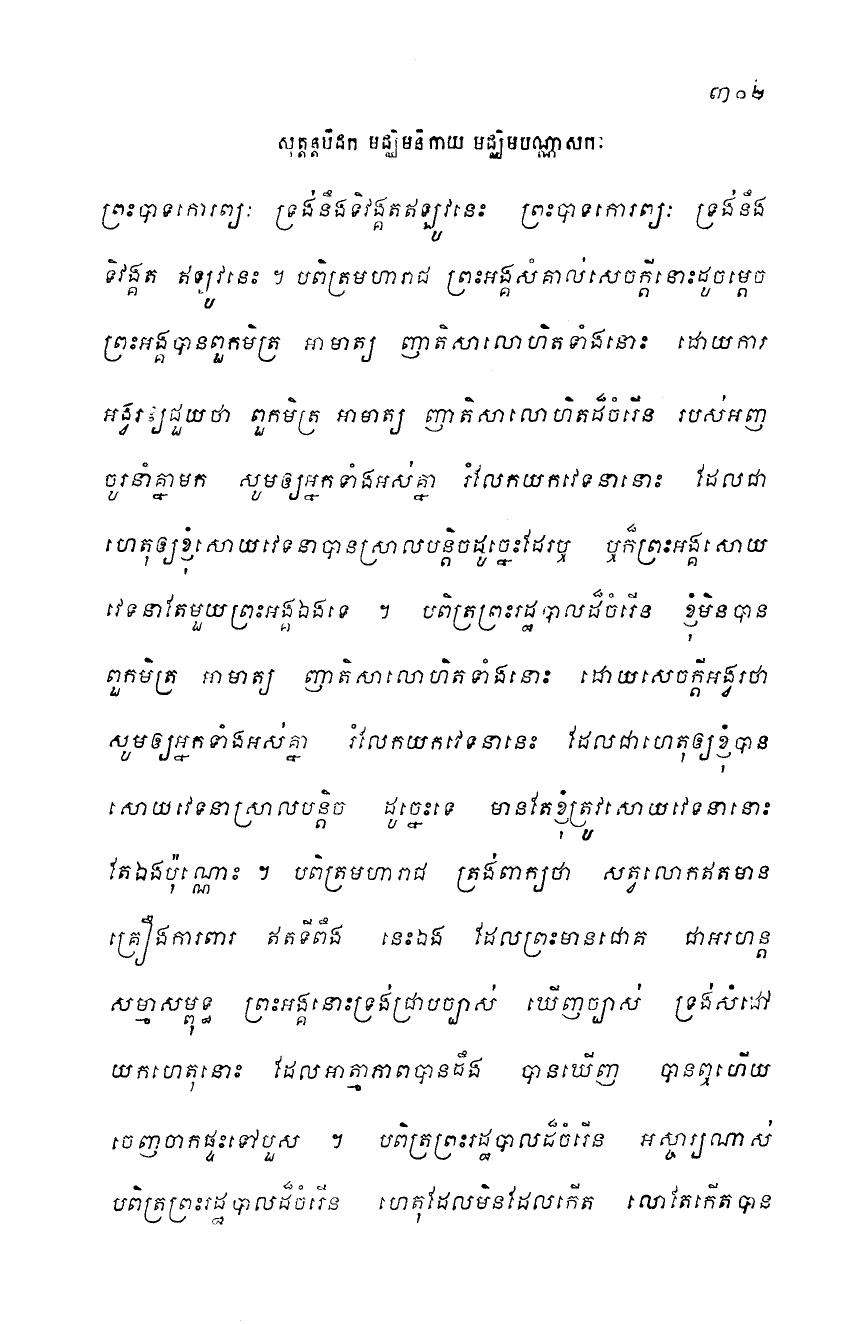 ៣០២
សុត្តន្តបិដក មជ្ឈិមនិកាយ មជ្ឈិមបណ្ណាសកៈ
ព្រះបាទកោរព្យៈ ទ្រង់នឹងទិវង្គតឥឡូវនេះ ព្រះបាទកោរព្យៈ ទ្រង់នឹង
ទិវង្គត ឥឡូវនេះ ។ បពិត្រមហារាជ ព្រះអង្គសំគាល់សេចក្តីនោះដូចម្តេច
ព្រះអង្គបានពួកមិត្រ អាមាត្យ ញាតិសាលោហិតទាំងនោះ ដោយការ
អង្វរឲ្យជួយថា ពួកមិត្រ អាមាត្យ ញាតិសាលោហិតដ៏ចំរើន របស់អញ
ចូរនាំគ្នាមក សូមឲ្យអ្នកទាំងអស់គ្នា រំលែកយកវេទនានោះ ដែលជា
ហេតុឲ្យខ្ញុំសោយវេទនាបានស្រាលបន្តិចដូច្នេះដែរឬ ឬក៏ព្រះអង្គសោយ
វេទនាតែមួយព្រះអង្គឯងទេ ។ បពិត្រព្រះរដ្ឋបាលដ៏ចំរើន ខ្ញុំមិនបាន
ពួកមិត្រ អាមាត្យ ញាតិសាលោហិតទាំងនោះ ដោយសេចក្តីអង្វរថា
សូមឲ្យអ្នកទាំងអស់គ្នា រំលែកយកវេទនានេះ ដែលជាហេតុឲ្យខ្ញុំបាន
សោយវេទនាស្រាលបន្តិច ដូច្នេះទេ មានតែខ្ញុំត្រូវសោយវេទនានោះ
តែឯងប៉ុណ្ណោះ ។ បពិត្រមហារាជ ត្រង់ពាក្យថា សត្វលោកឥតមាន
គ្រឿងការពារ ឥតទីពឹង នេះឯង ដែលព្រះមានជោគ ជាអរហន្ត
សម្មាសម្ពុទ្ធ ព្រះអង្គនោះទ្រង់ជ្រាបច្បាស់ ឃើញច្បាស់ ទ្រង់សំដៅ
យកហេតុនោះ ដែលអាត្មាភាពបានដឹង បានឃើញ បានឮហើយ
ចេញចាកផ្ទះទៅបួស ។ បពិត្រព្រះរដ្ឋបាលដ៏ចំរើន អស្ចារ្យណាស់
បពិត្រព្រះរដ្ឋបាលដ៏ចំរើន ហេតុដែលមិនដែលកើត លោតែកើតបាន